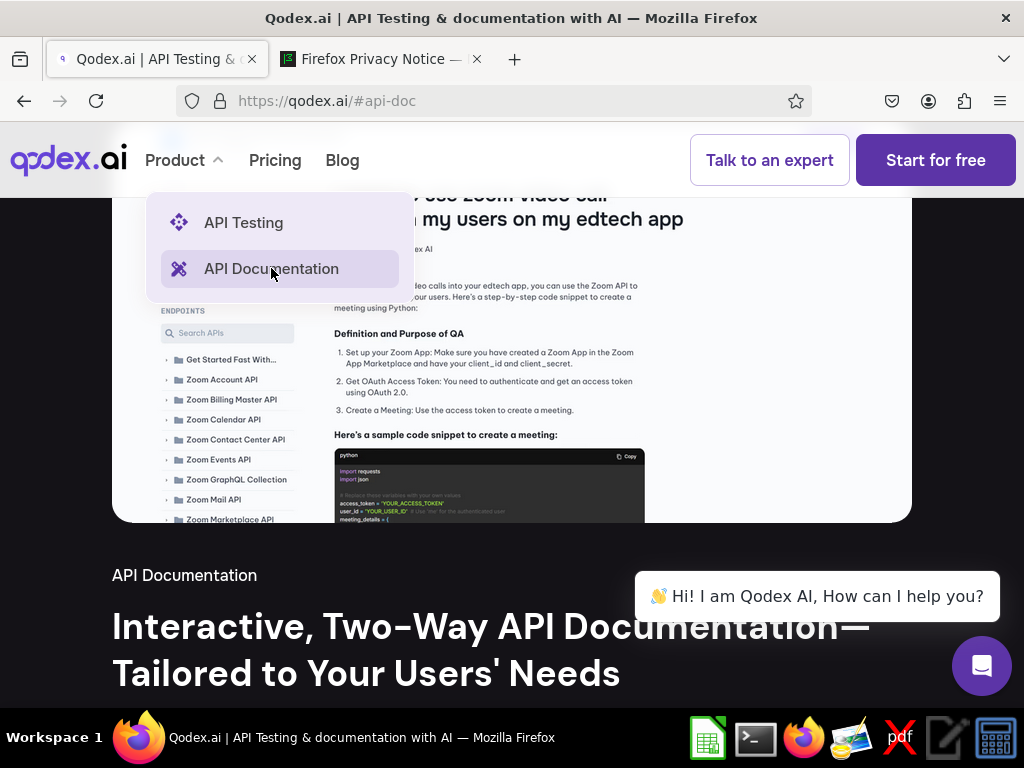 Qodex.ai | API Testing & documentation with AI — Mozilla Firefox
Qodex.ai | API Testing &
Firefox Privacy Notice —
https://qodex.ai/#api-doc
qodex.ai
Product
Pricing
Blog
Talk to an expert
Start for free
API Testing
API Documentation
use zoom video call
my users on my edtech app
ex AI
eo calls into your edtech app, you can use the Zoom API to
your users. Here's a step-by-step code snippet to create a
meeting using Python:
ENDPOINTS
Search APIs
Get Started Fast With...
Zoom Account API
Zoom Billing Master API
Zoom Calendar API
Zoom Contact Center API
Zoom Events API
Zoom GraphQL Collection
Zoom Mail API
Zoom Marketplace API
Definition and Purpose of QA
1. Set up your Zoom App: Make sure you have created a Zoom App in the Zoom
App Marketplace and have your client_id and client_secret.
2. Get OAuth Access Token: You need to authenticate and get an access token
using OAuth 2.0.
3. Create a Meeting: Use the access token to create a meeting.
Here's a sample code snippet to create a meeting:
python
Copy
import requests
import json
# Replace these variables with your own values
access_token = "YOUR_ACCESS_TOKEN"
user_id = "YOUR_USER_ID" # Use 'me' for the authenticated user
meeting_details = {
API Documentation
Interactive, Two-Way API Documentation—
Tailored to Your Users' Needs
👋 Hi! I am Qodex AI, How can I help you?
Workspace 1
Qodex.ai | API Testing & documentation with AI — Mozilla Firefox
pdf